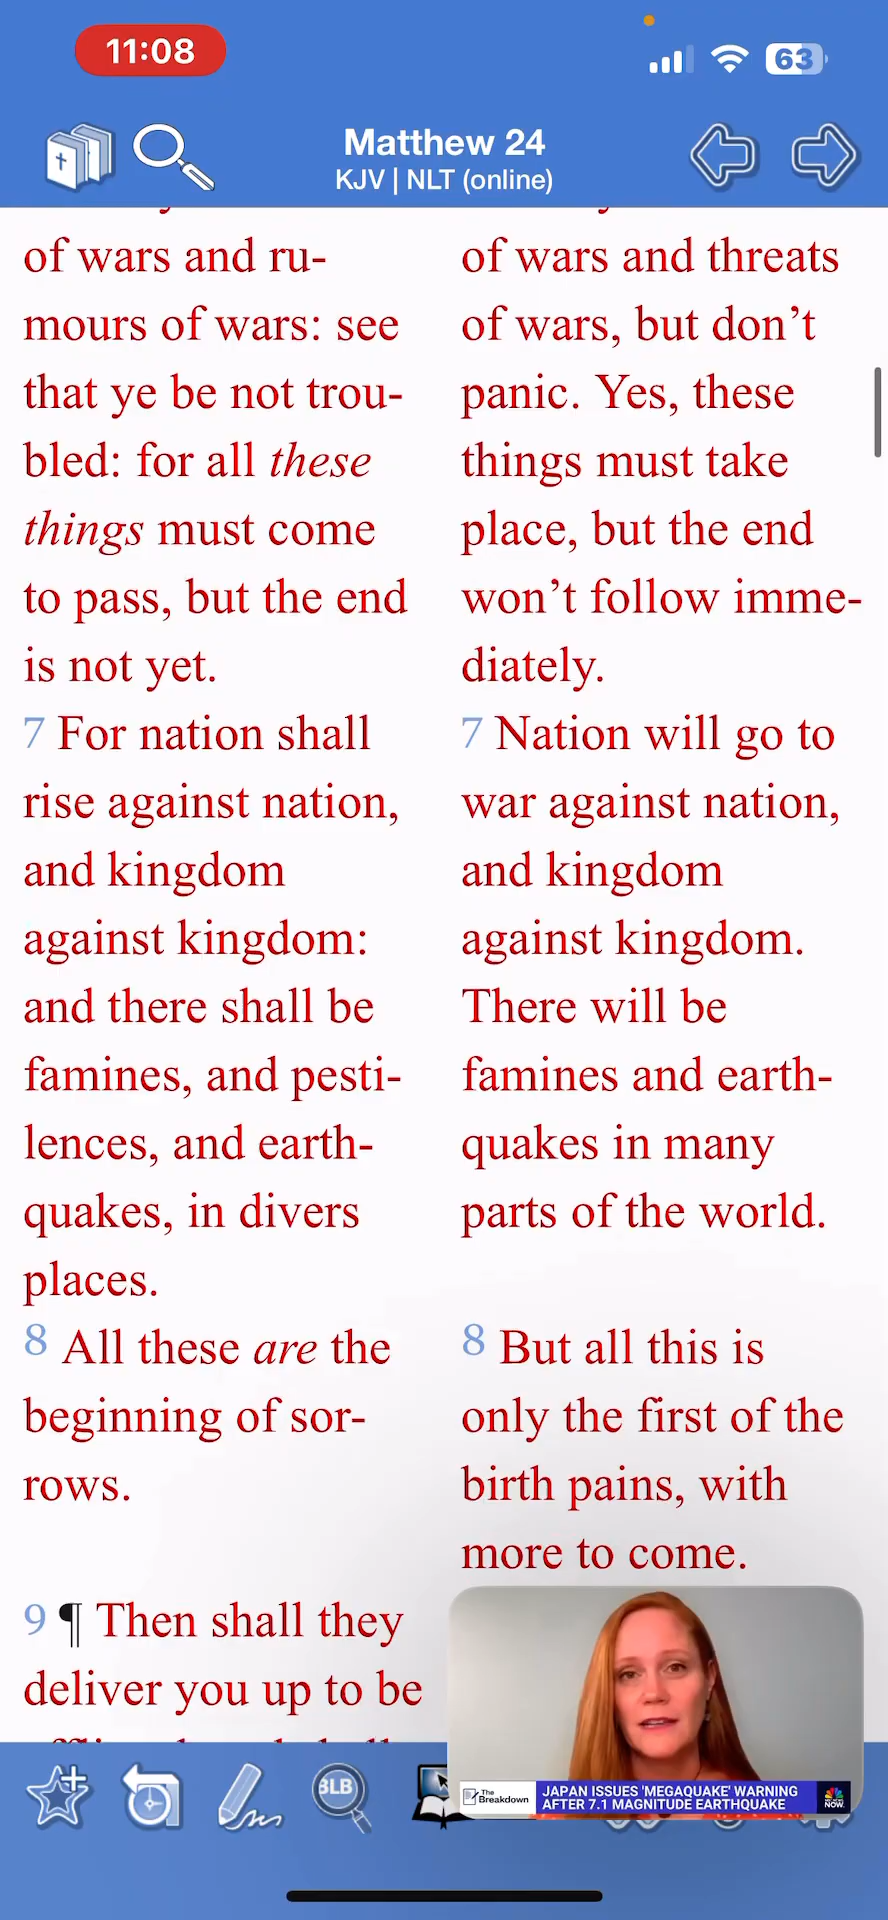 11:08
63
Matthew 24
KJV | NLT (online)
of wars and ru-
mours of wars: see
that ye be not trou-
bled: for all these
things must come
to pass, but the end
is not yet.
7 For nation shall
rise against nation,
and kingdom
against kingdom:
and there shall be
famines, and pesti-
lences, and earth-
quakes, in divers
places.
8 All these are the
beginning of sor-
rows.
9 ¶ Then shall they
deliver you up to be
of wars and threats
of wars, but don’t
panic. Yes, these
things must take
place, but the end
won’t follow imme-
diately.
7 Nation will go to
war against nation,
and kingdom
against kingdom.
There will be
famines and earth-
quakes in many
parts of the world.
8 But all this is
only the first of the
birth pains, with
more to come.
The
Breakdown
JAPAN ISSUES 'MEGAQUAKE' WARNING
AFTER 7.1 MAGNITUDE EARTHQUAKE
NOW
BLB